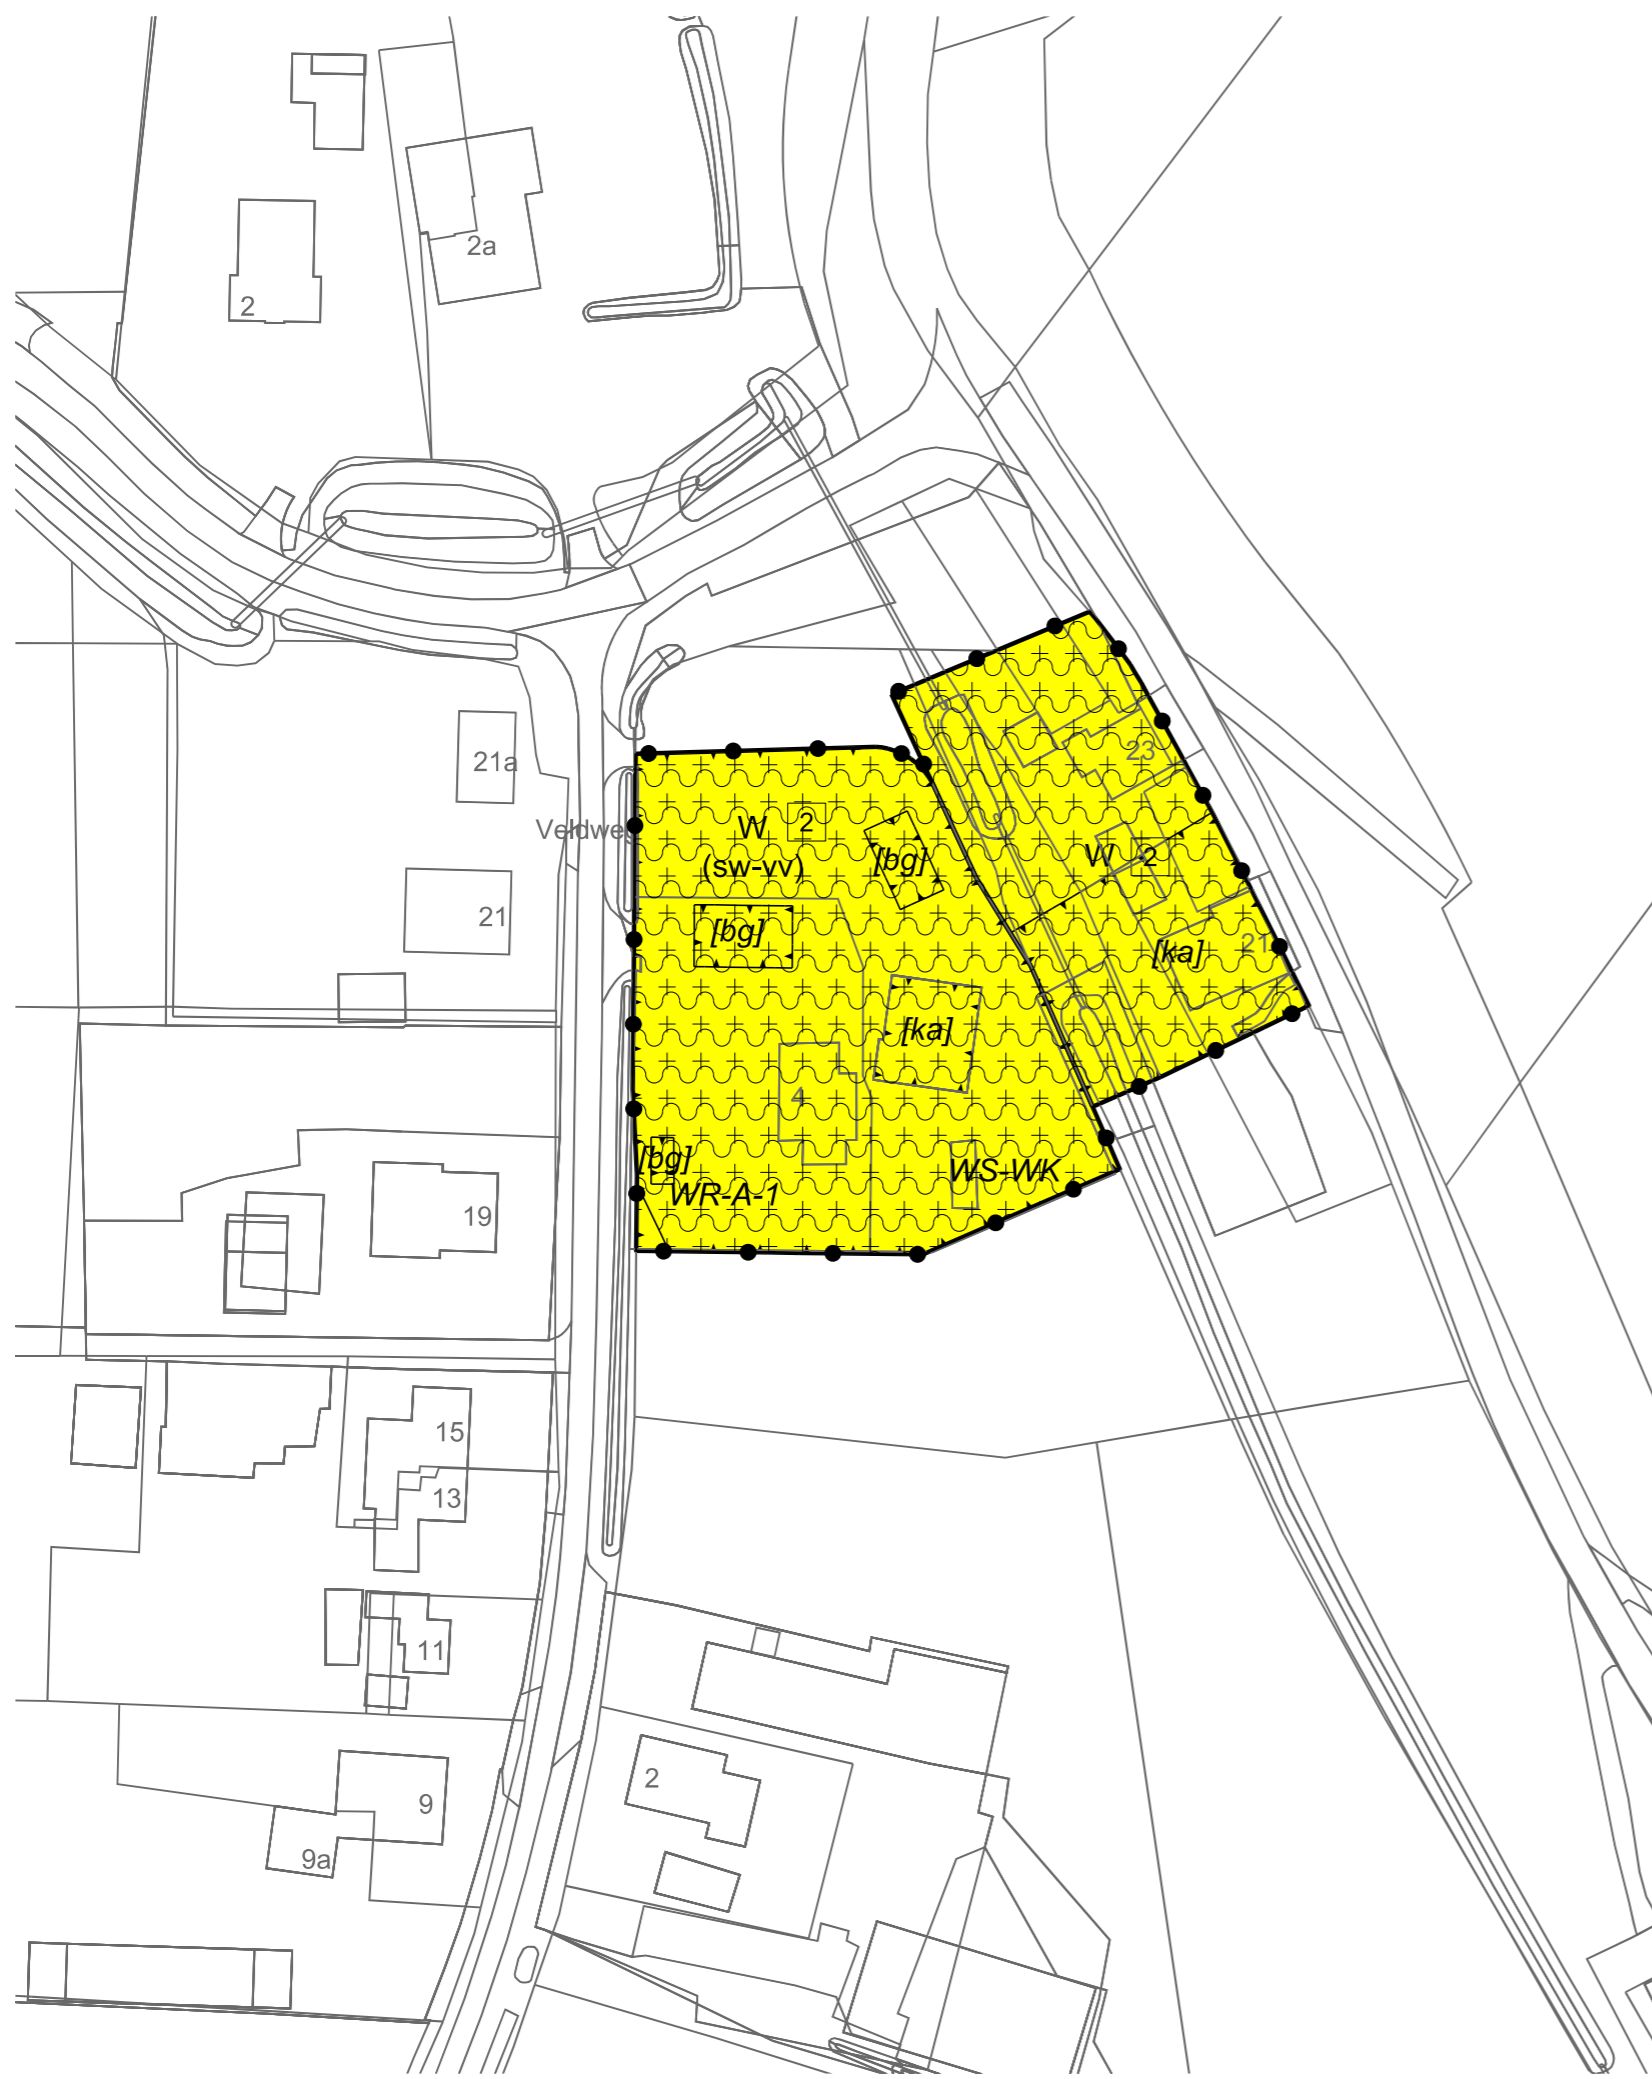 2a
2
23
21a
Veldweg
W 2
(sw-vv)
[bg]
W 2
21
[bg]
[ka]
21
[ka]
4
[bg]
WS-WK
WR-A-1
19
15
13
11
2
9
9a